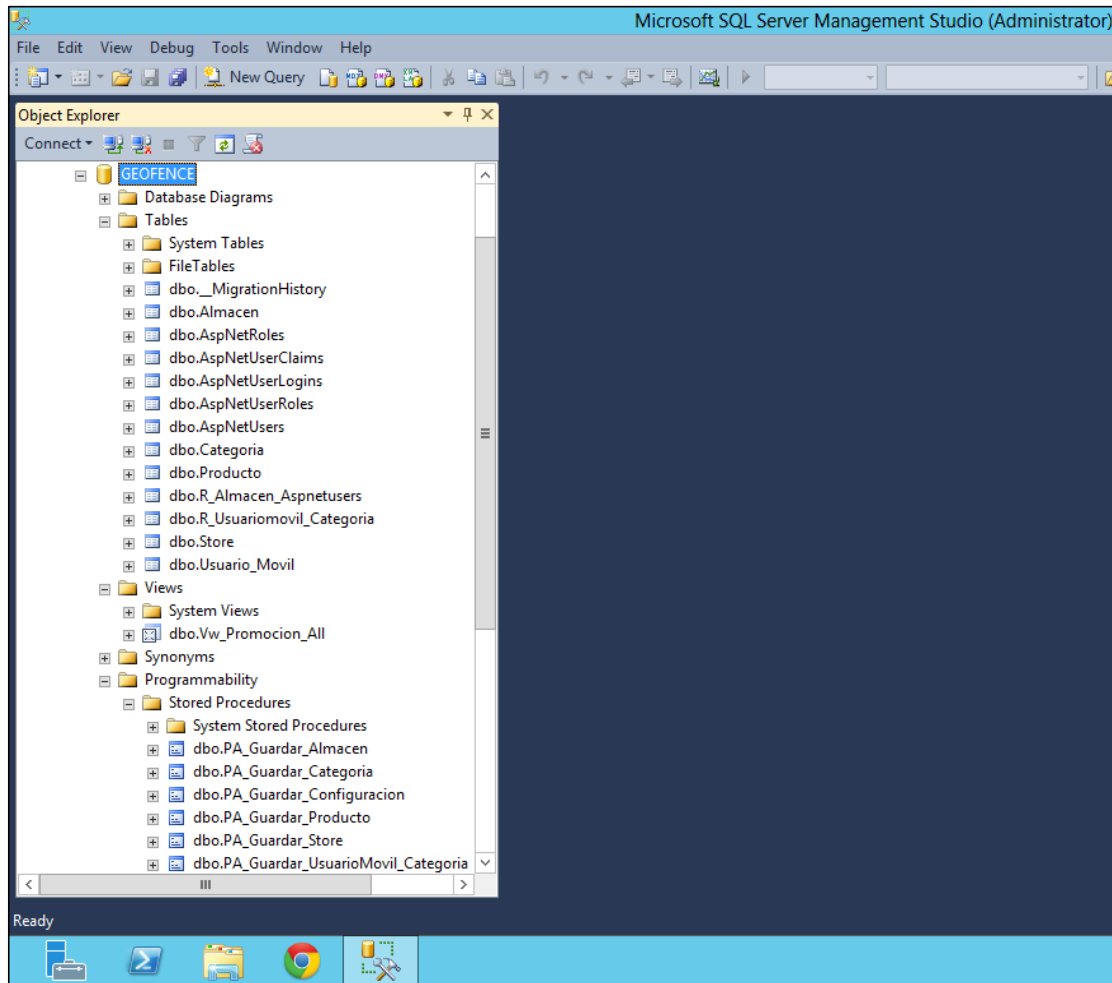 Microsoft SQL Server Management Studio (Administrator)
File Edit View Debug Tools Window Help
New Query
Object Explorer
Connect
GEOFENCE
Database Diagrams
Tables
System Tables
FileTables
dbo.__MigrationHistory
dbo.Almacen
dbo.AspNetRoles
dbo.AspNetUserClaims
dbo.AspNetUserLogins
dbo.AspNetUserRoles
dbo.AspNetUsers
dbo.Categoria
dbo.Producto
dbo.R_Almacen_Aspnetusers
dbo.R_Usuariomovil_Categoria
dbo.Store
dbo.Usuario_Movil
Views
System Views
dbo.Vw_Promocion_All
Synonyms
Programmability
Stored Procedures
System Stored Procedures
dbo.PA_Guardar_Almacen
dbo.PA_Guardar_Categoria
dbo.PA_Guardar_Configuracion
dbo.PA_Guardar_Producto
dbo.PA_Guardar_Store
dbo.PA_Guardar_UsuarioMovil_Categoria
Ready